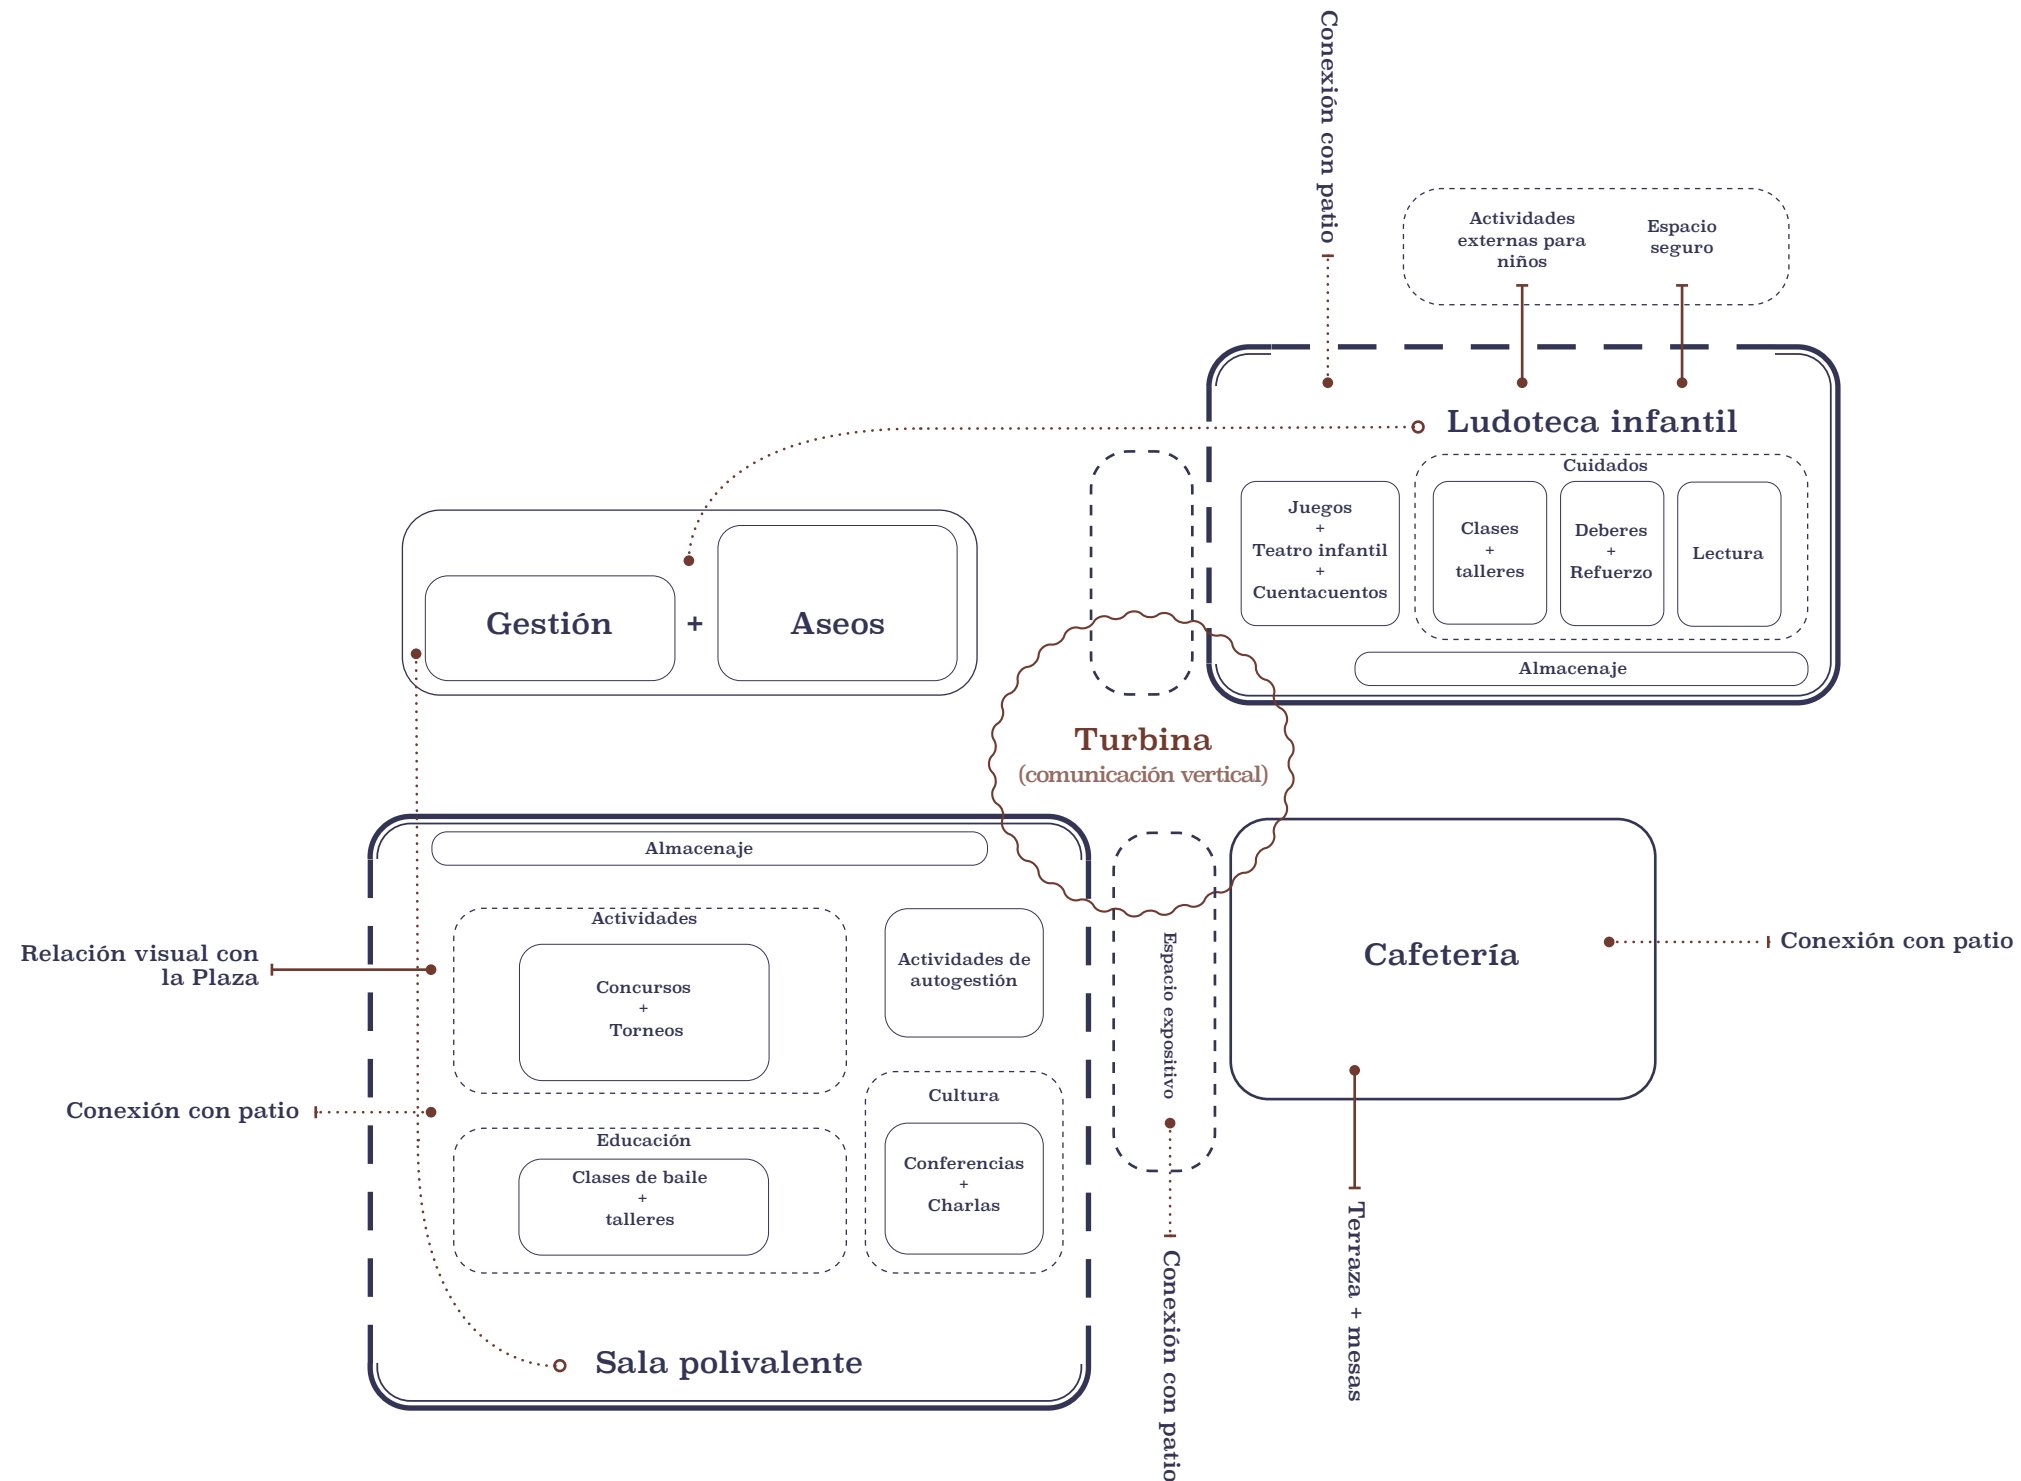 Conexión con patio
Actividades
externas para
niños
Espacio
seguro
Ludoteca infantil
Cuidados
Juegos
+
Teatro infantil
+
Cuentacuentos
Clases
+
talleres
Deberes
+
Refuerzo
Lectura
Almacenaje
Gestión + Aseos
Turbina
(comunicación vertical)
Almacenaje
Actividades
Concursos
+
Torneos
Actividades de
autogestión
Relación visual con
la Plaza
Conexión con patio
Cultura
Conferencias
+
Charlas
Educación
Clases de baile
+
talleres
Sala polivalente
Espacio expositivo
Conexión con patio
Cafetería
Conexión con patio
Terraza + mesas